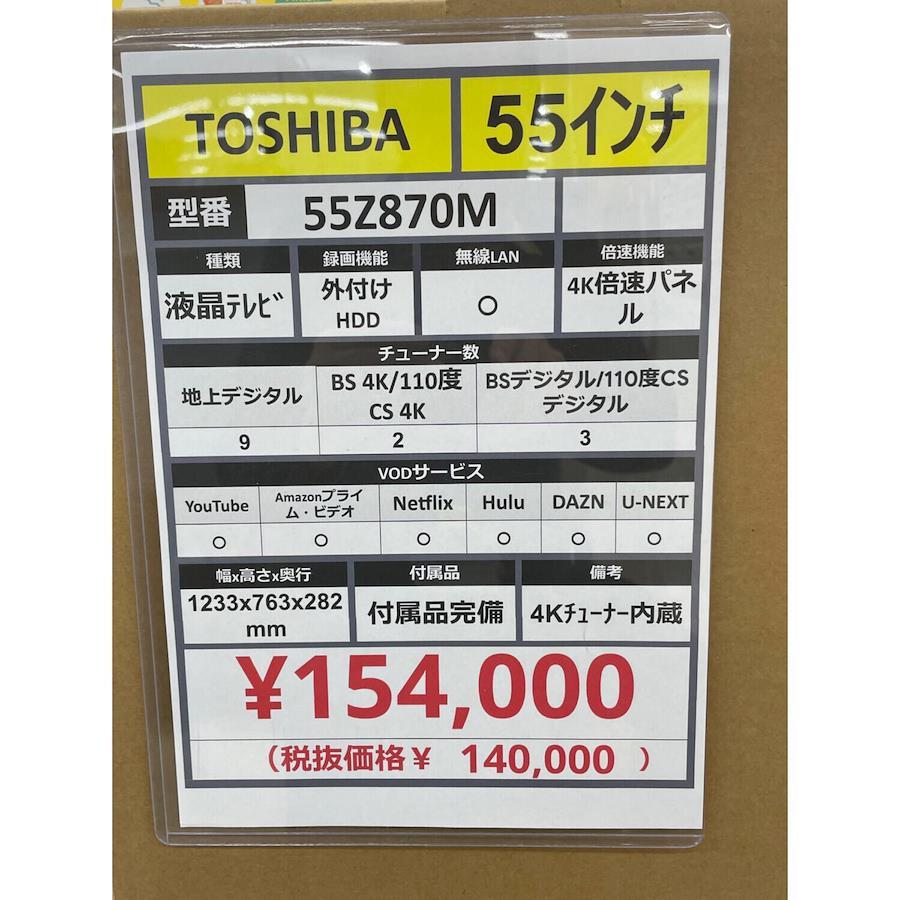 TOSHIBA 55インチ
型番 55Z870M
種類 録画機能 無線LAN 倍速機能
液晶ﾃﾚﾋﾞ 外付け HDD ○ 4K倍速パネ
ル
チューナー数
地上デジタル BS 4K/110度 BSデジタル/110度CS
CS 4K デジタル
9 2 3
VODサービス
YouTube Amazonプライ Netflix Hulu DAZN U-NEXT
ム・ビデオ
○ ○ ○ ○ ○ ○
幅x高さx奥行 付属品 備考
1233x763x282 付属品完備 4Kﾁｭｰﾅｰ内蔵
mm
¥154,000
（税抜価格¥ 140,000 ）